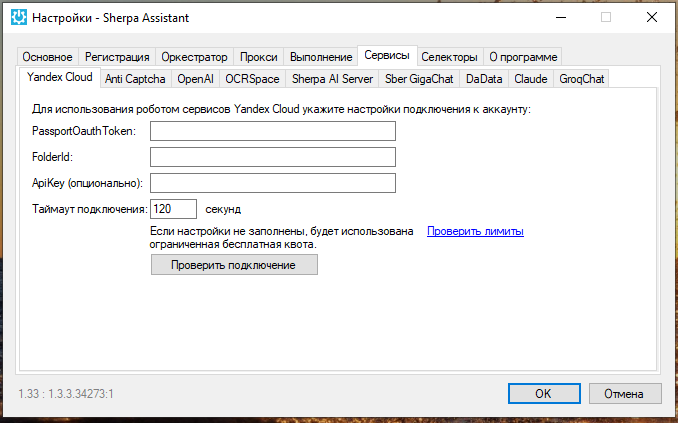 Настройки - Sherpa Assistant
Основное Регистрация Оркестратор Прокси Выполнение Сервисы Селекторы О программе
Yandex Cloud Anti Captcha OpenAI OCRSpace Sherpa AI Server Sber GigaChat DaData Claude GroqChat
Для использования роботом сервисов Yandex Cloud укажите настройки подключения к аккаунту:
PassportOauthToken:
FolderId:
ApiKey (опционально):
Таймаут подключения: 120 секунд
Если настройки не заполнены, будет использована Проверить лимиты
ограниченная бесплатная квота.
Проверить подключение
1.33 : 1.3.3.34273:1 OK Отмена